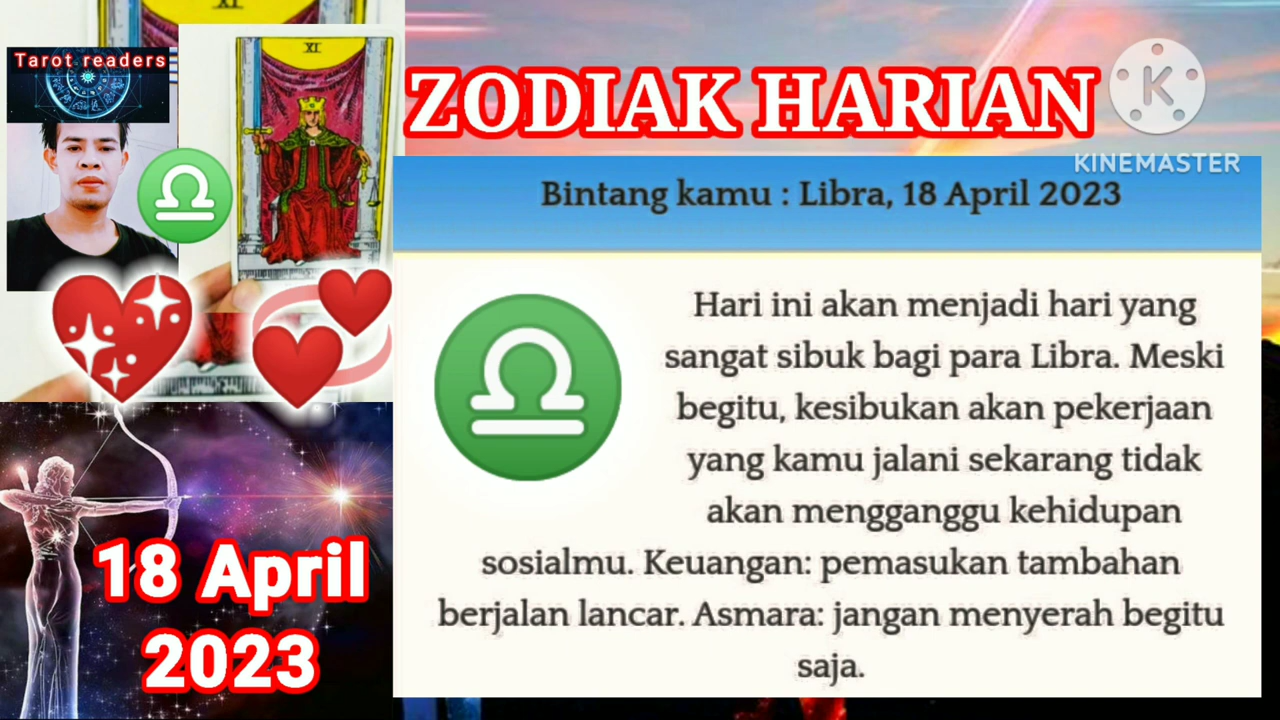 XI
Tarot readers
XI
ZODIAK HARIAN
K
KINEMASTER
Bintang kamu : Libra, 18 April 2023
Hari ini akan menjadi hari yang
sangat sibuk bagi para Libra. Meski
begitu, kesibukan akan pekerjaan
yang kamu jalani sekarang tidak
akan mengganggu kehidupan
sosialmu. Keuangan: pemasukan tambahan
berjalan lancar. Asmara: jangan menyerah begitu
saja.
18 April
2023